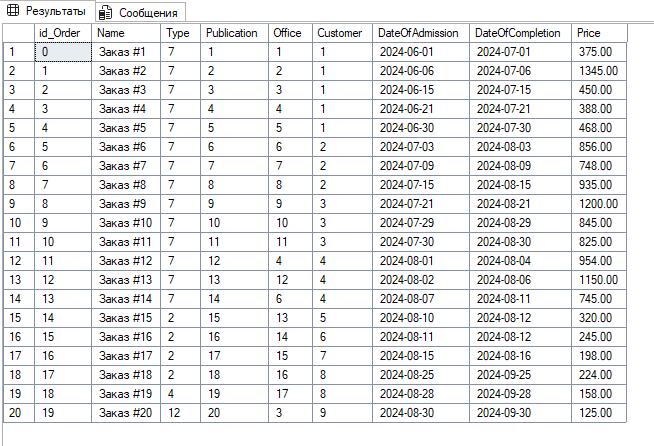 Результаты Сообщения
id_Order Name Type Publication Office Customer DateOfAdmission DateOfCompletion Price
1 0 Заказ #1 7 1 1 1 2024-06-01 2024-07-01 375.00
2 1 Заказ #2 7 2 2 1 2024-06-06 2024-07-06 1345.00
3 2 Заказ #3 7 3 3 1 2024-06-15 2024-07-15 450.00
4 3 Заказ #4 7 4 4 1 2024-06-21 2024-07-21 388.00
5 4 Заказ #5 7 5 5 1 2024-06-30 2024-07-30 468.00
6 5 Заказ #6 7 6 6 2 2024-07-03 2024-08-03 856.00
7 6 Заказ #7 7 7 7 2 2024-07-09 2024-08-09 748.00
8 7 Заказ #8 7 8 8 2 2024-07-15 2024-08-15 935.00
9 8 Заказ #9 7 9 9 3 2024-07-21 2024-08-21 1200.00
10 9 Заказ #10 7 10 10 3 2024-07-29 2024-08-29 845.00
11 10 Заказ #11 7 11 11 3 2024-07-30 2024-08-30 825.00
12 11 Заказ #12 7 12 4 4 2024-08-01 2024-08-04 954.00
13 12 Заказ #13 7 13 12 4 2024-08-02 2024-08-06 1150.00
14 13 Заказ #14 7 14 6 4 2024-08-07 2024-08-11 745.00
15 14 Заказ #15 2 15 13 5 2024-08-10 2024-08-12 320.00
16 15 Заказ #16 2 16 14 6 2024-08-11 2024-08-12 245.00
17 16 Заказ #17 2 17 15 7 2024-08-15 2024-08-16 198.00
18 17 Заказ #18 2 18 16 8 2024-08-25 2024-09-25 224.00
19 18 Заказ #19 4 19 17 8 2024-08-28 2024-09-28 158.00
20 19 Заказ #20 12 20 3 9 2024-08-30 2024-09-30 125.00